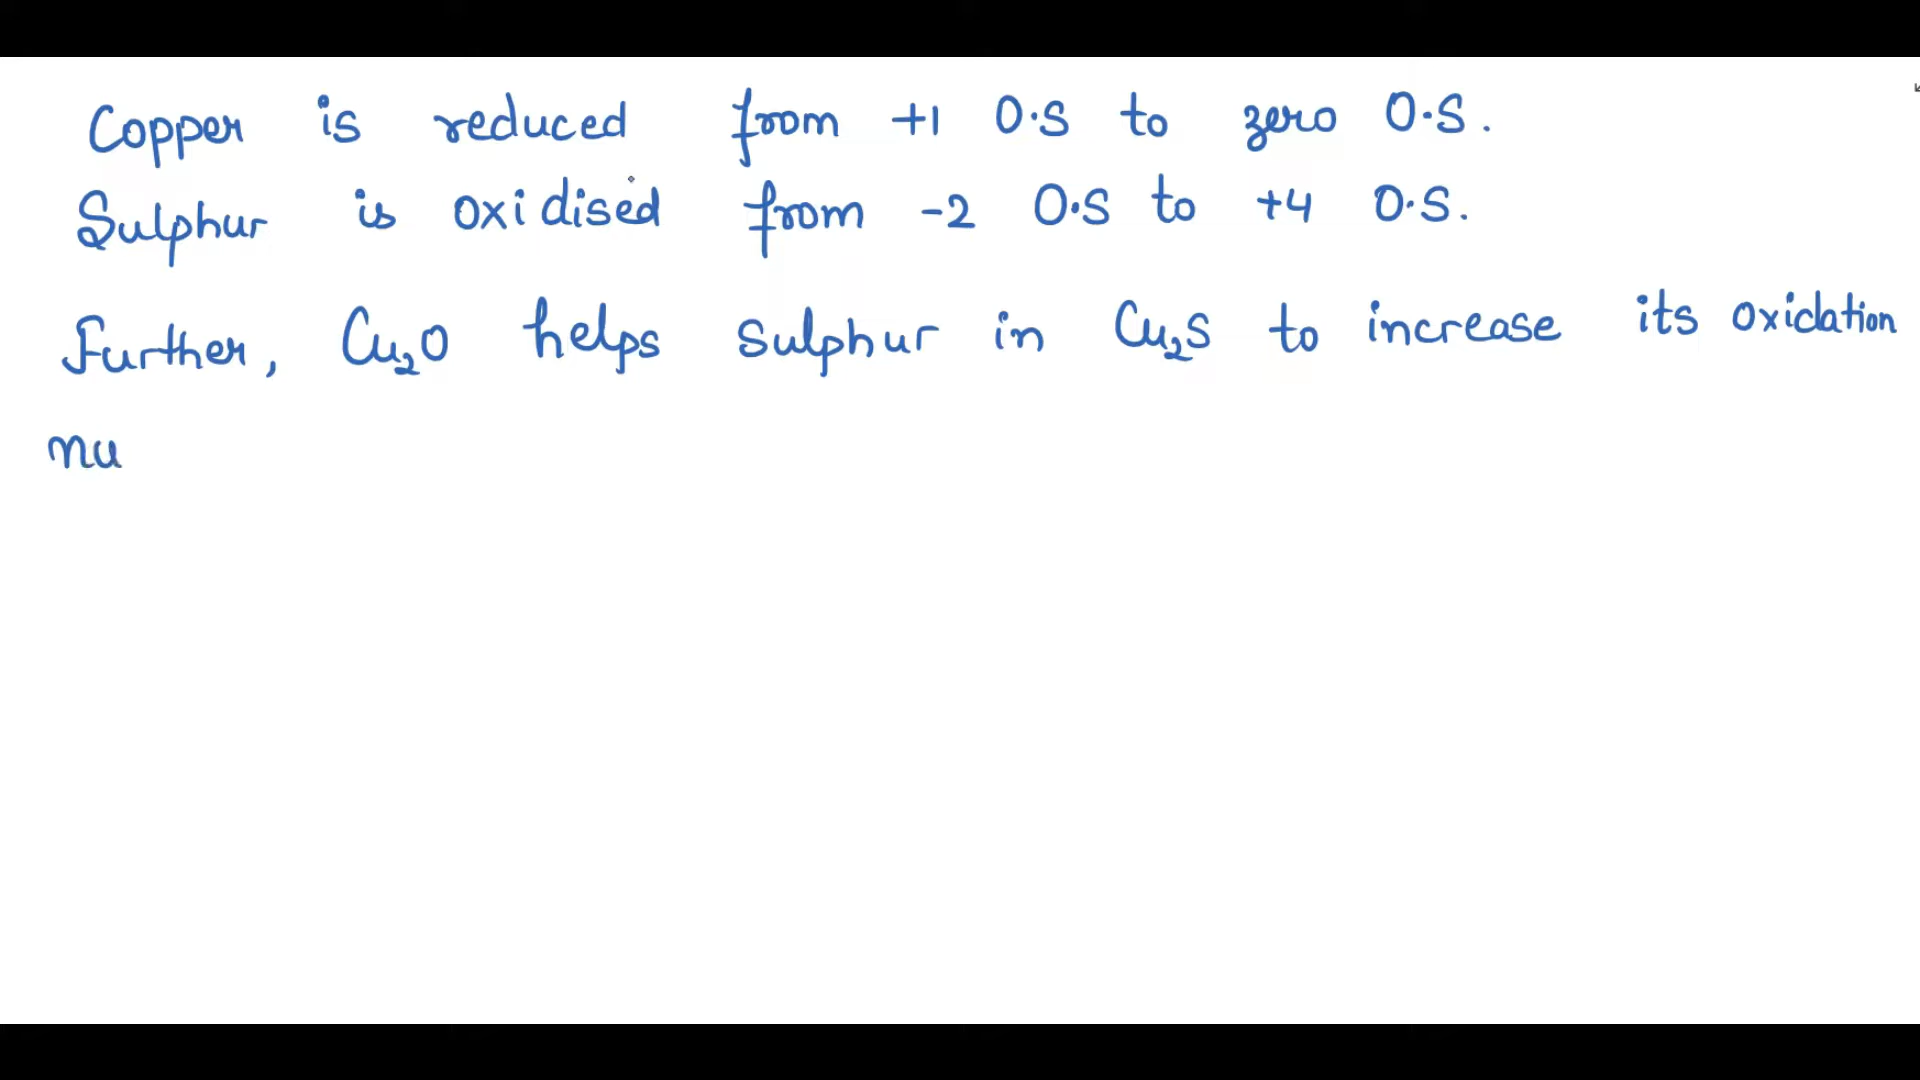 Copper is reduced from +1 O.S to zero O.S.
Sulphur is oxidised from -2 O.S to +4 O.S.
Further, Cu₂O helps sulphur in Cu₂S to increase its oxidation
nu